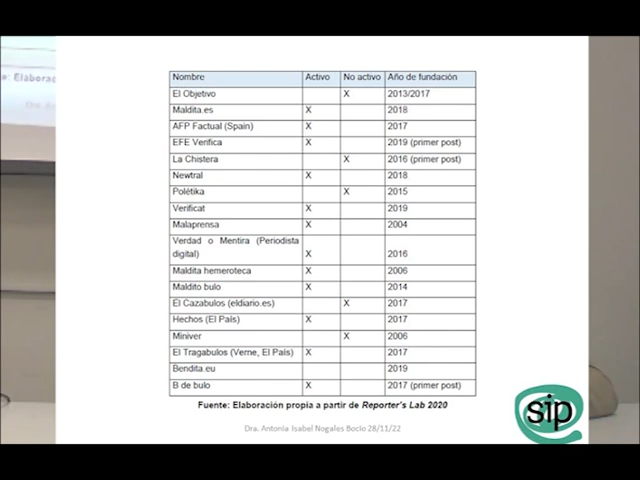 e: Elaborac
Nombre Activo No activo Año de fundación
El Objetivo X 2013/2017
Maldita.es X 2018
AFP Factual (Spain) X 2017
EFE Verifica X 2019 (primer post)
La Chistera X 2016 (primer post)
Newtral X 2018
Polétika X 2015
Verificat X 2019
Malaprensa X 2004
Verdad o Mentira (Periodista
digital) X 2016
Maldita hemeroteca X 2006
Maldito bulo X 2014
El Cazabulos (eldiario.es) X 2017
Hechos (El País) X 2017
Miniver X 2006
El Tragabulos (Verne, El País) X 2017
Bendita.eu 2019
B de bulo X 2017 (primer post)
Fuente: Elaboración propia a partir de Reporter's Lab 2020
Dra. Antonia Isabel Nogales Bocio 28/11/22
sip